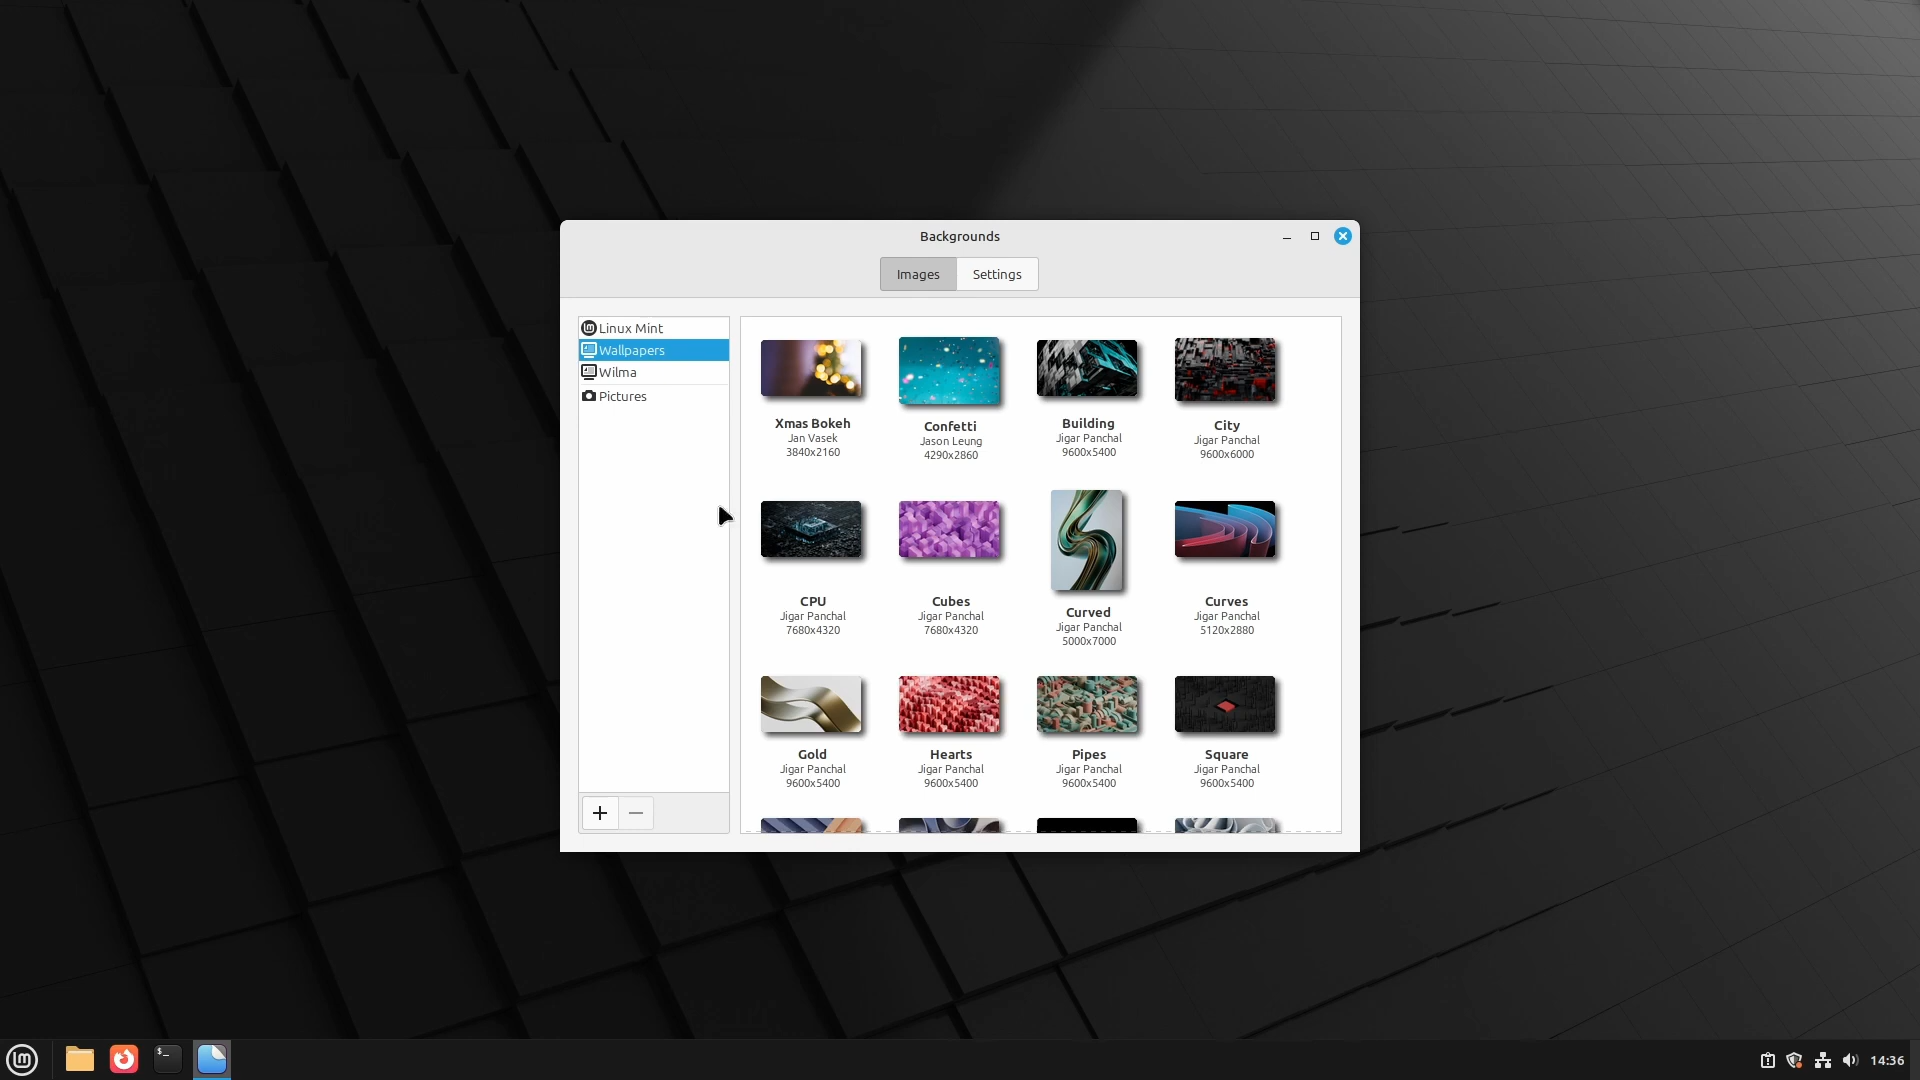 Backgrounds
Images
Settings
Linux Mint
Wallpapers
Wilma
Pictures
Xmas Bokeh
Jan Vasek
3840x2160
Confetti
Jason Leung
4290x2860
Building
Jigar Panchal
9600x5400
City
Jigar Panchal
9600x6000
CPU
Jigar Panchal
7680x4320
Cubes
Jigar Panchal
7680x4320
Curved
Jigar Panchal
5000x7000
Curves
Jigar Panchal
5120x2880
Gold
Jigar Panchal
9600x5400
Hearts
Jigar Panchal
9600x5400
Pipes
Jigar Panchal
9600x5400
Square
Jigar Panchal
9600x5400
$_
14:36